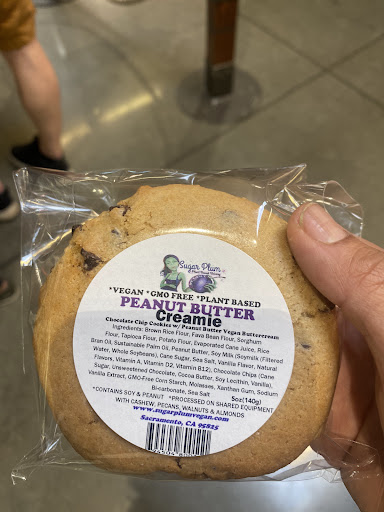 Sugar Plum
*VEGAN *GMO FREE *PLANT BASED
PEANUT BUTTER
Creamie
Chocolate Chip Cookies w/ Peanut Butter Vegan Buttercream
Ingredients: Brown Rice Flour, Fava Bean Flour, Sorghum
Flour, Tapioca Flour, Potato Flour, Evaporated Cane Juice, Rice
Bran Oil, Sustainable Palm Oil, Peanut Butter, Soy Milk (Soymilk (Filtered
Water, Whole Soybeans), Cane Sugar, Sea Salt, Vanilla Flavor, Natural
Flavors, Vitamin A, Vitamin D2, Vitamin B12), Chocolate Chips (Cane
Sugar, Unsweetened Chocolate, Cocoa Butter, Soy Lecithin, Vanilla),
Vanilla Extract, GMO-Free Corn Starch, Molasses, Xanthan Gum, Sodium
Bi-carbonate, Sea Salt
5oz(140g)
*CONTAINS SOY & PEANUT *PROCESSED ON SHARED EQUIPMENT
WITH CASHEW, PECANS, WALNUTS & ALMONDS
www.sugarplumvegan.com
Sacramento, CA 95825